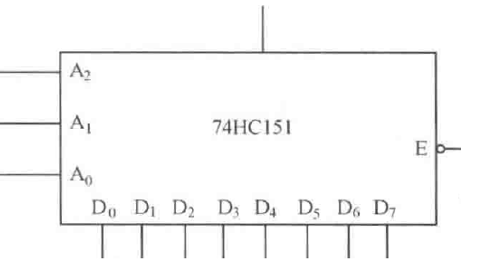 A₂
A₁
74HC151
E
A₀
D₀ D₁ D₂ D₃ D₄ D₅ D₆ D₇